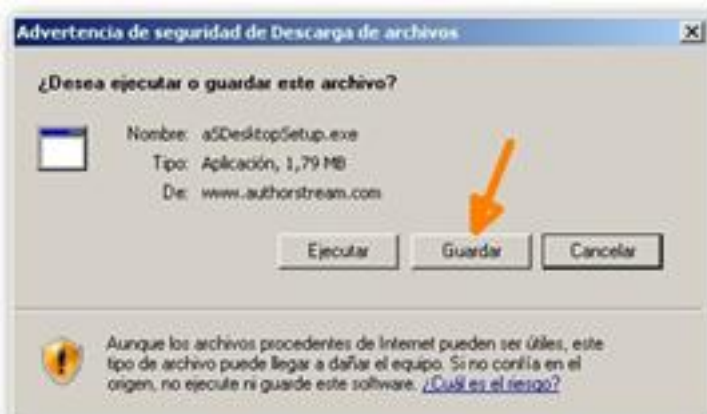 Advertencia de seguridad de Descarga de archivos
¿Desea ejecutar o guardar este archivo?
Nombre: aSDesktopSetup.exe
Tipo: Aplicación, 1,79 MB
De: www.authorstream.com
Ejecutar
Guardar
Cancelar
Aunque los archivos procedentes de Internet pueden ser útiles, este
tipo de archivo puede llegar a dañar el equipo. Si no confía en el
origen, no ejecute ni guarde este software. ¿Cuál es el riesgo?